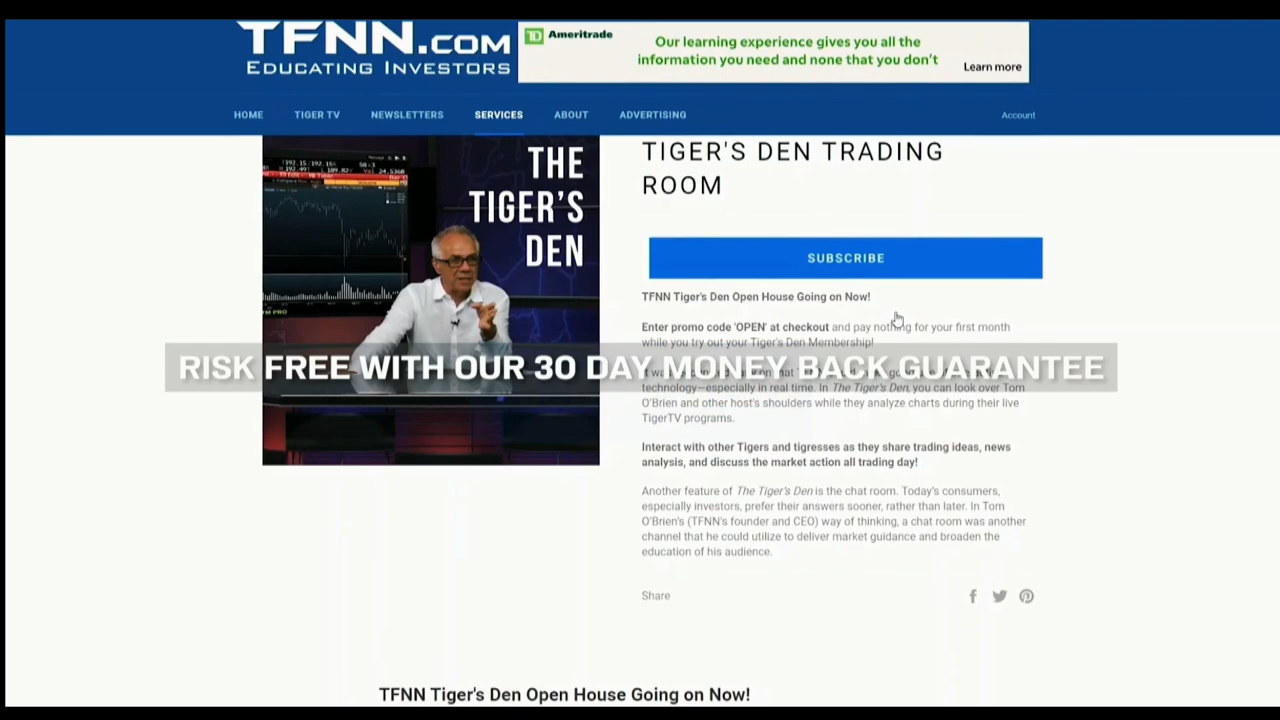 TFNN.COM
EDUCATING INVESTORS
TD Ameritrade
Our learning experience gives you all the
information you need and none that you don't
Learn more
HOME TIGER TV NEWSLETTERS SERVICES ABOUT ADVERTISING Account
THE
TIGER'S
DEN
TIGER'S DEN TRADING
ROOM
SUBSCRIBE
TFNN Tiger's Den Open House Going on Now!
Enter promo code 'OPEN' at checkout and pay nothing for your first month
while you try out your Tiger's Den Membership!
RISK FREE WITH OUR 30 DAY MONEY BACK GUARANTEE
technology—especially in real time. In The Tiger's Den, you can look over Tom
O'Brien and other host's shoulders while they analyze charts during their live
TigerTV programs.
Interact with other Tigers and tigresses as they share trading ideas, news
analysis, and discuss the market action all trading day!
Another feature of The Tiger's Den is the chat room. Today's consumers,
especially investors, prefer their answers sooner, rather than later. In Tom
O'Brien's (TFNN's founder and CEO) way of thinking, a chat room was another
channel that he could utilize to deliver market guidance and broaden the
education of his audience.
Share
TFNN Tiger's Den Open House Going on Now!